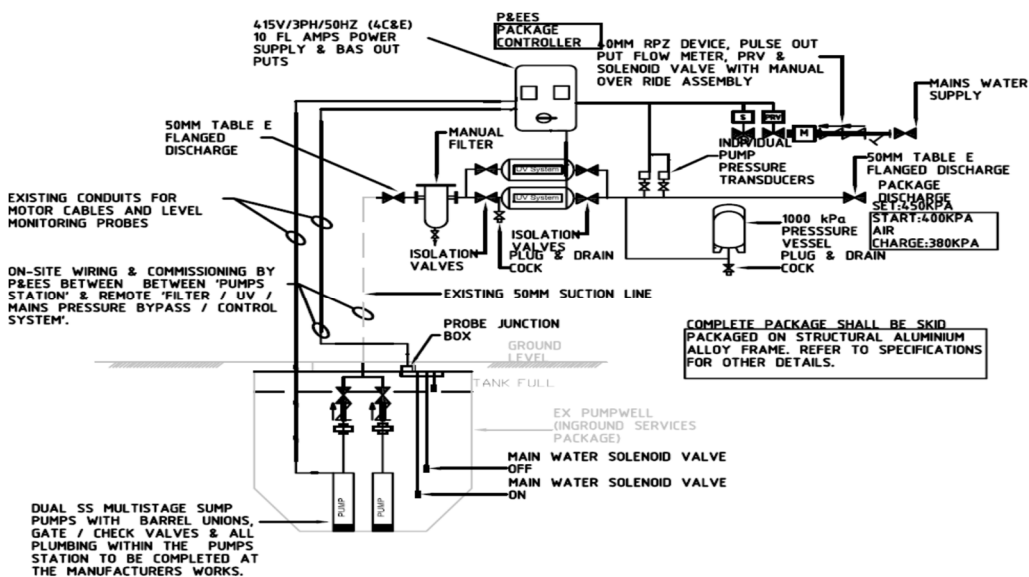 415V/3PH/50HZ (4C&E)
10 FL AMPS POWER
SUPPLY & BAS OUT
PUTS
P&EES
PACKAGE
CONTROLLER
40MM RPZ DEVICE, PULSE OUT
PUT FLOW METER, PRV &
SOLENOID VALVE WITH MANUAL
OVER RIDE ASSEMBLY
MAINS WATER
SUPPLY
S
PRV
M
50MM TABLE E
FLANGED
DISCHARGE
MANUAL
FILTER
UV System
UV System
INDIVIDUAL
PUMP
PRESSURE
TRANSDUCERS
50MM TABLE E
FLANGED DISCHARGE
PACKAGE
DISCHARGE
SET:450KPA
START:400KPA
AIR
CHARGE:380KPA
EXISTING CONDUITS FOR
MOTOR CABLES AND LEVEL
MONITORING PROBES
ISOLATION
VALVES
ISOLATION
VALVES
PLUG & DRAIN
COCK
1000 kPa
PRESSSURE
VESSEL
PLUG & DRAIN
COCK
ON-SITE WIRING & COMMISSIONING BY
P&EES BETWEEN BETWEEN 'PUMPS
STATION' & REMOTE 'FILTER / UV /
MAINS PRESSURE BYPASS / CONTROL
SYSTEM'.
EXISTING 50MM SUCTION LINE
PROBE JUNCTION
BOX
GROUND
LEVEL
COMPLETE PACKAGE SHALL BE SKID
PACKAGED ON STRUCTURAL ALUMINIUM
ALLOY FRAME. REFER TO SPECIFICATIONS
FOR OTHER DETAILS.
TANK FULL
EX PUMPWELL
(INGROUND SERVICES
PACKAGE)
MAIN WATER SOLENOID VALVE
OFF
MAIN WATER SOLENOID VALVE
ON
PUMP
PUMP
DUAL SS MULTISTAGE SUMP
PUMPS WITH BARREL UNIONS,
GATE / CHECK VALVES & ALL
PLUMBING WITHIN THE PUMPS
STATION TO BE COMPLETED AT
THE MANUFACTURERS WORKS.